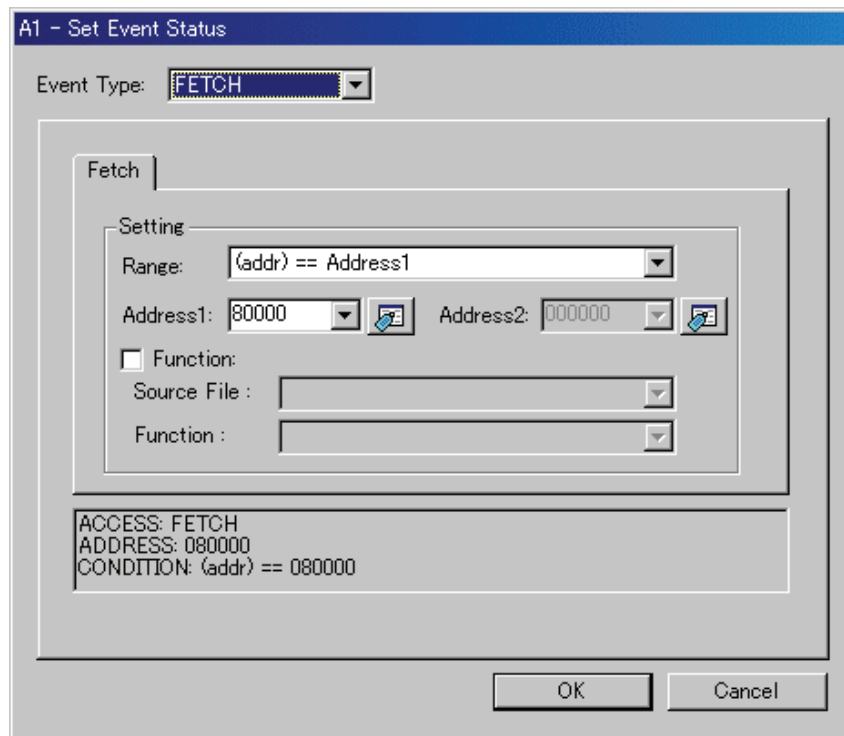 A1 - Set Event Status
Event Type: FETCH
Fetch
Setting
Range: (addr) == Address1
Address1: 80000 Address2: 000000
Function:
Source File :
Function :
ACCESS: FETCH
ADDRESS: 080000
CONDITION: (addr) == 080000
OK Cancel